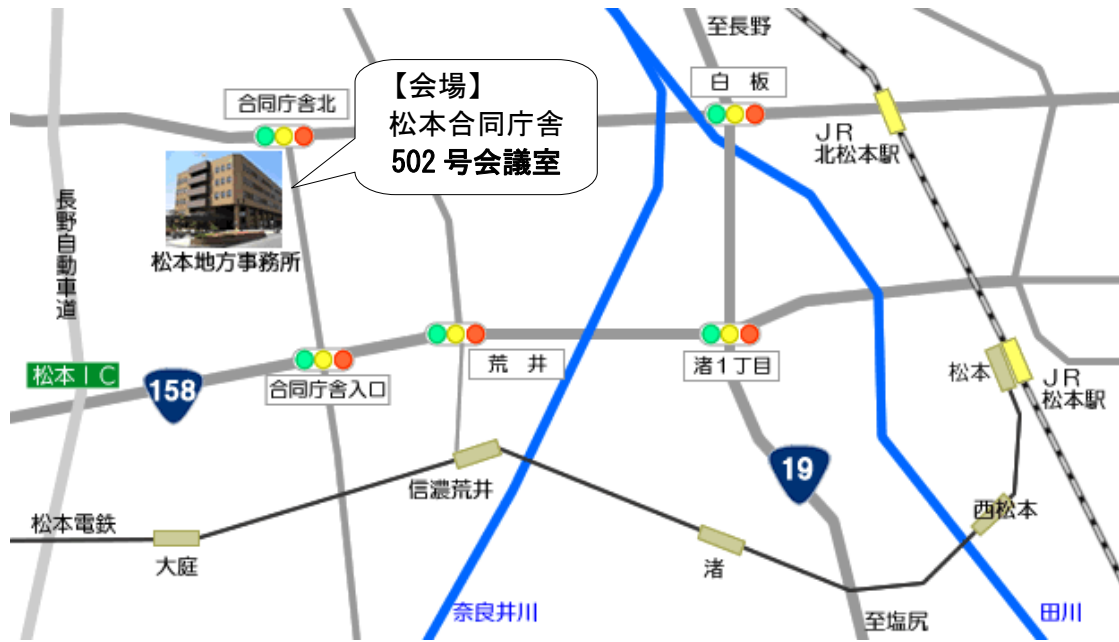 至長野
白 板
合同庁舎北
【会場】
松本合同庁舎
502 号会議室
JR
北松本駅
長野自動車道
松本地方事務所
松本IC
158
合同庁舎入口
荒 井
渚1丁目
松本
JR
松本駅
19
信濃荒井
松本電鉄
大庭
渚
西松本
奈良井川
至塩尻
田川